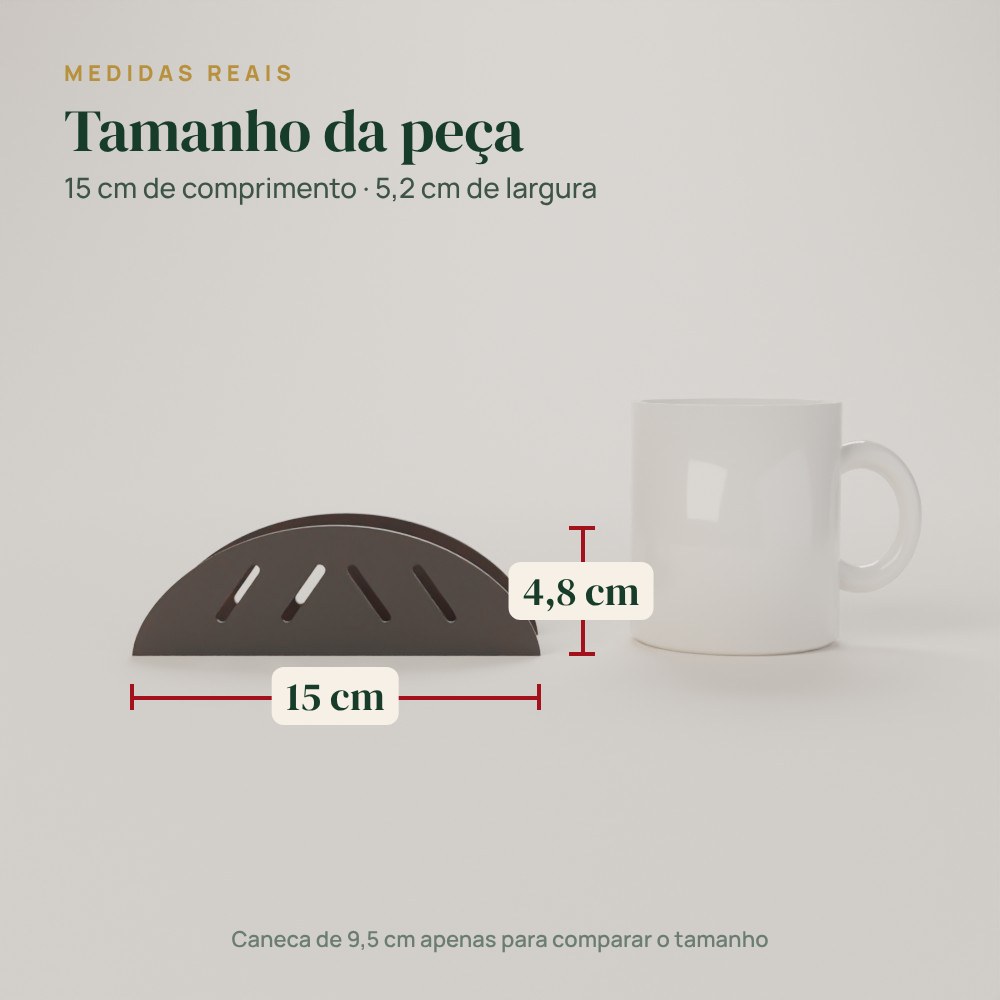 MEDIDAS REAIS
Tamanho da peça
15 cm de comprimento · 5,2 cm de largura
4,8 cm
15 cm
Caneca de 9,5 cm apenas para comparar o tamanho